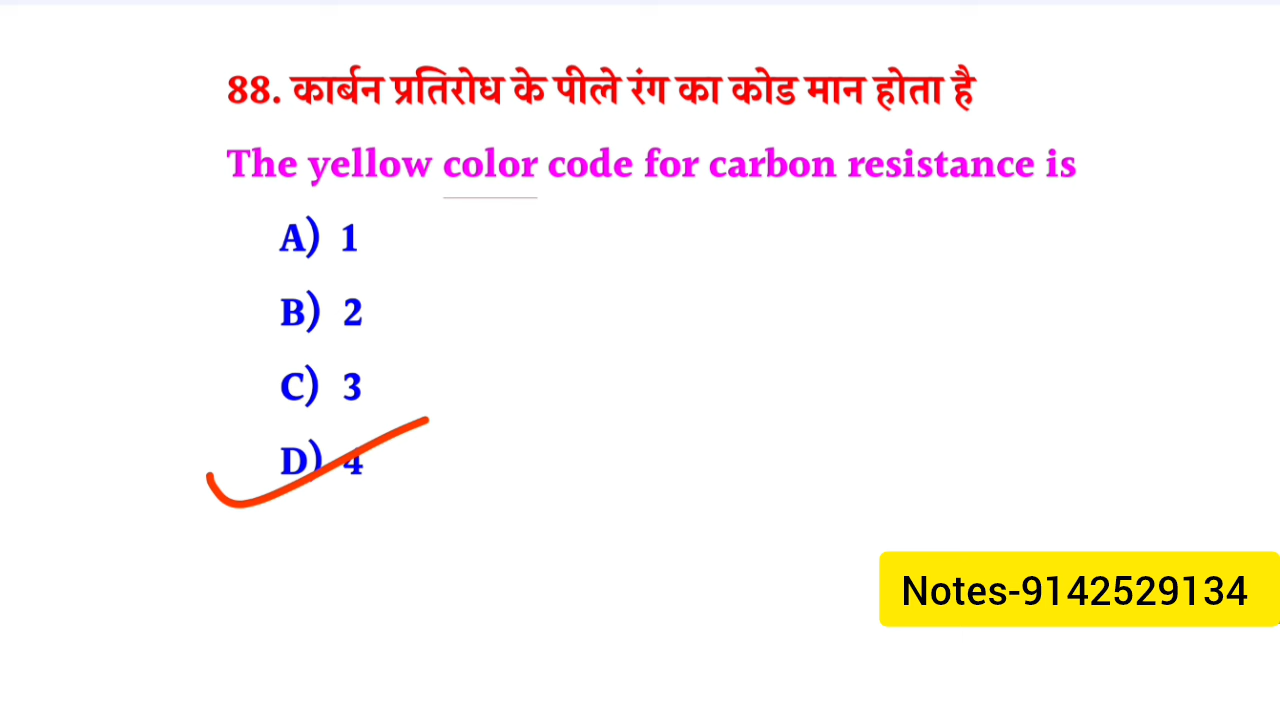 88. कार्बन प्रतिरोध के पीले रंग का कोड मान होता है
The yellow color code for carbon resistance is
A) 1
B) 2
C) 3
D) 4
Notes-9142529134